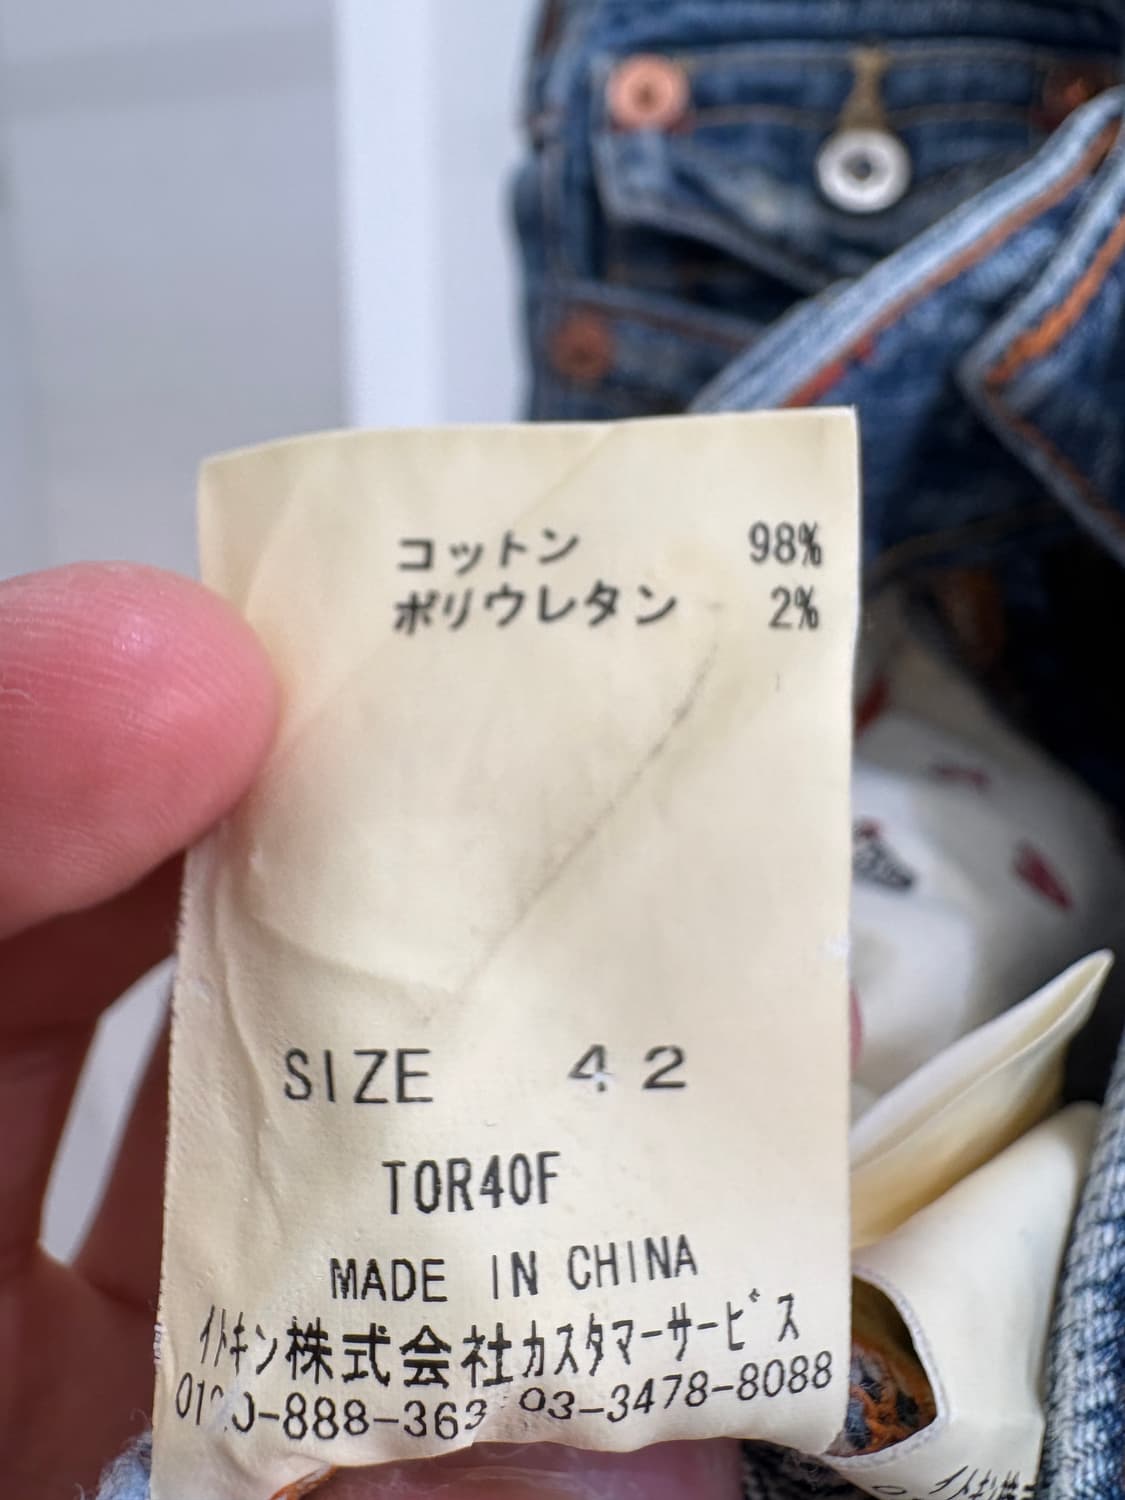 コットン 98%
ポリウレタン 2%
SIZE 42
TOR40F
MADE IN CHINA
ｲﾄキン株式会社カスタマーサービス
03-3478-8088